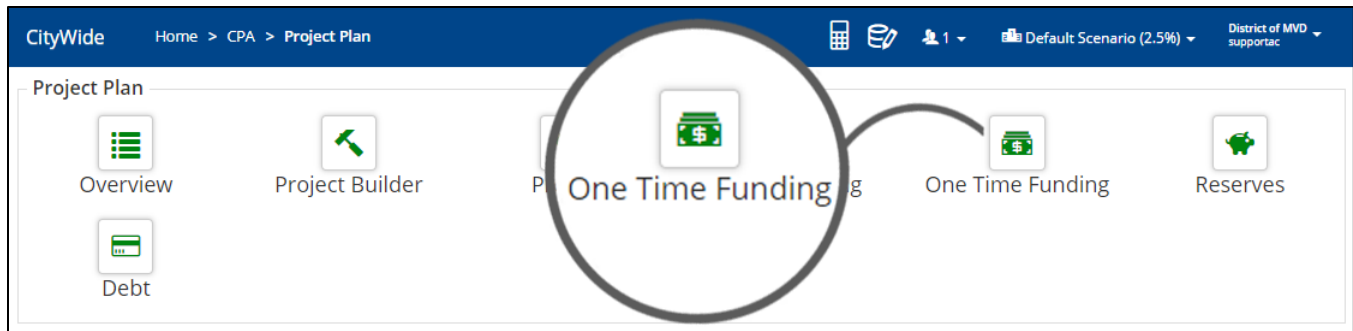 CityWide Home > CPA > Project Plan 1 Default Scenario (2.5%) District of MVD
supportac
Project Plan
Overview Project Builder P One Time Funding g One Time Funding Reserves
Debt